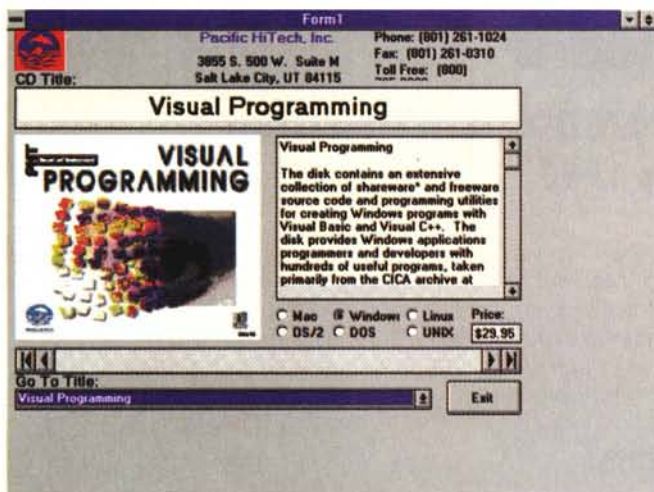 Form1
Pacific HiTech, Inc.
3855 S. 500 W. Suite M
Salt Lake City, UT 84115
Phone: (801) 261-1024
Fax: (801) 261-0310
Toll Free: (800)
CD Title:
Visual Programming
VISUAL
PROGRAMMING
Visual Programming
The disk contains an extensive
collection of shareware* and freeware
source code and programming utilities
for creating Windows programs with
Visual Basic and Visual C++. The
disk provides Windows applications
programmers and developers with
hundreds of useful programs, taken
primarily from the CICA archive at
Mac Windows Linux
OS/2 DOS UNIX
Price:
$29.95
Go To Title:
Visual Programming
Exit